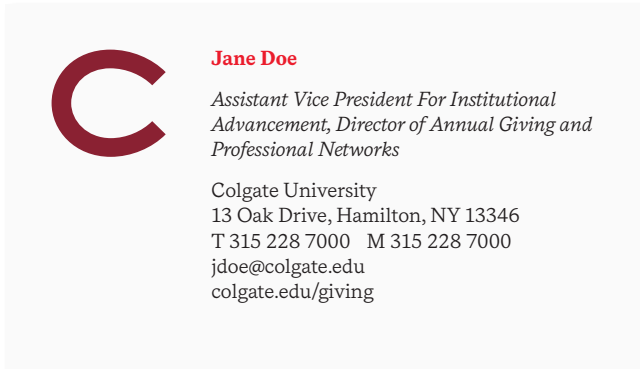 C
Jane Doe
Assistant Vice President For Institutional
Advancement, Director of Annual Giving and
Professional Networks
Colgate University
13 Oak Drive, Hamilton, NY 13346
T 315 228 7000 M 315 228 7000
jdoe@colgate.edu
colgate.edu/giving